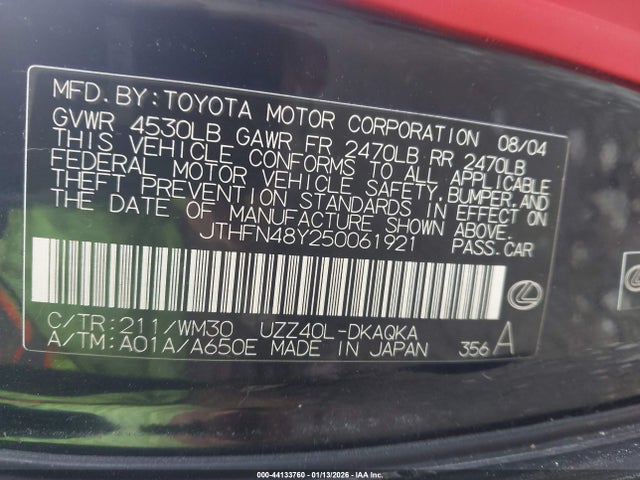 MFD. BY: TOYOTA MOTOR CORPORATION 08/04
GVWR 4530LB GAWR FR 2470LB RR 2470LB
THIS VEHICLE CONFORMS TO ALL APPLICABLE
FEDERAL MOTOR VEHICLE SAFETY, BUMPER, AND
THEFT PREVENTION STANDARDS IN EFFECT ON
THE DATE OF MANUFACTURE SHOWN ABOVE.
JTHFN48Y250061921 PASS. CAR
C/TR: 211/WM30 UZZ40L-DKAQKA
A/TM: A01A/A650E MADE IN JAPAN 356 A
000-44133760 - 01/13/2026 - IAA Inc.